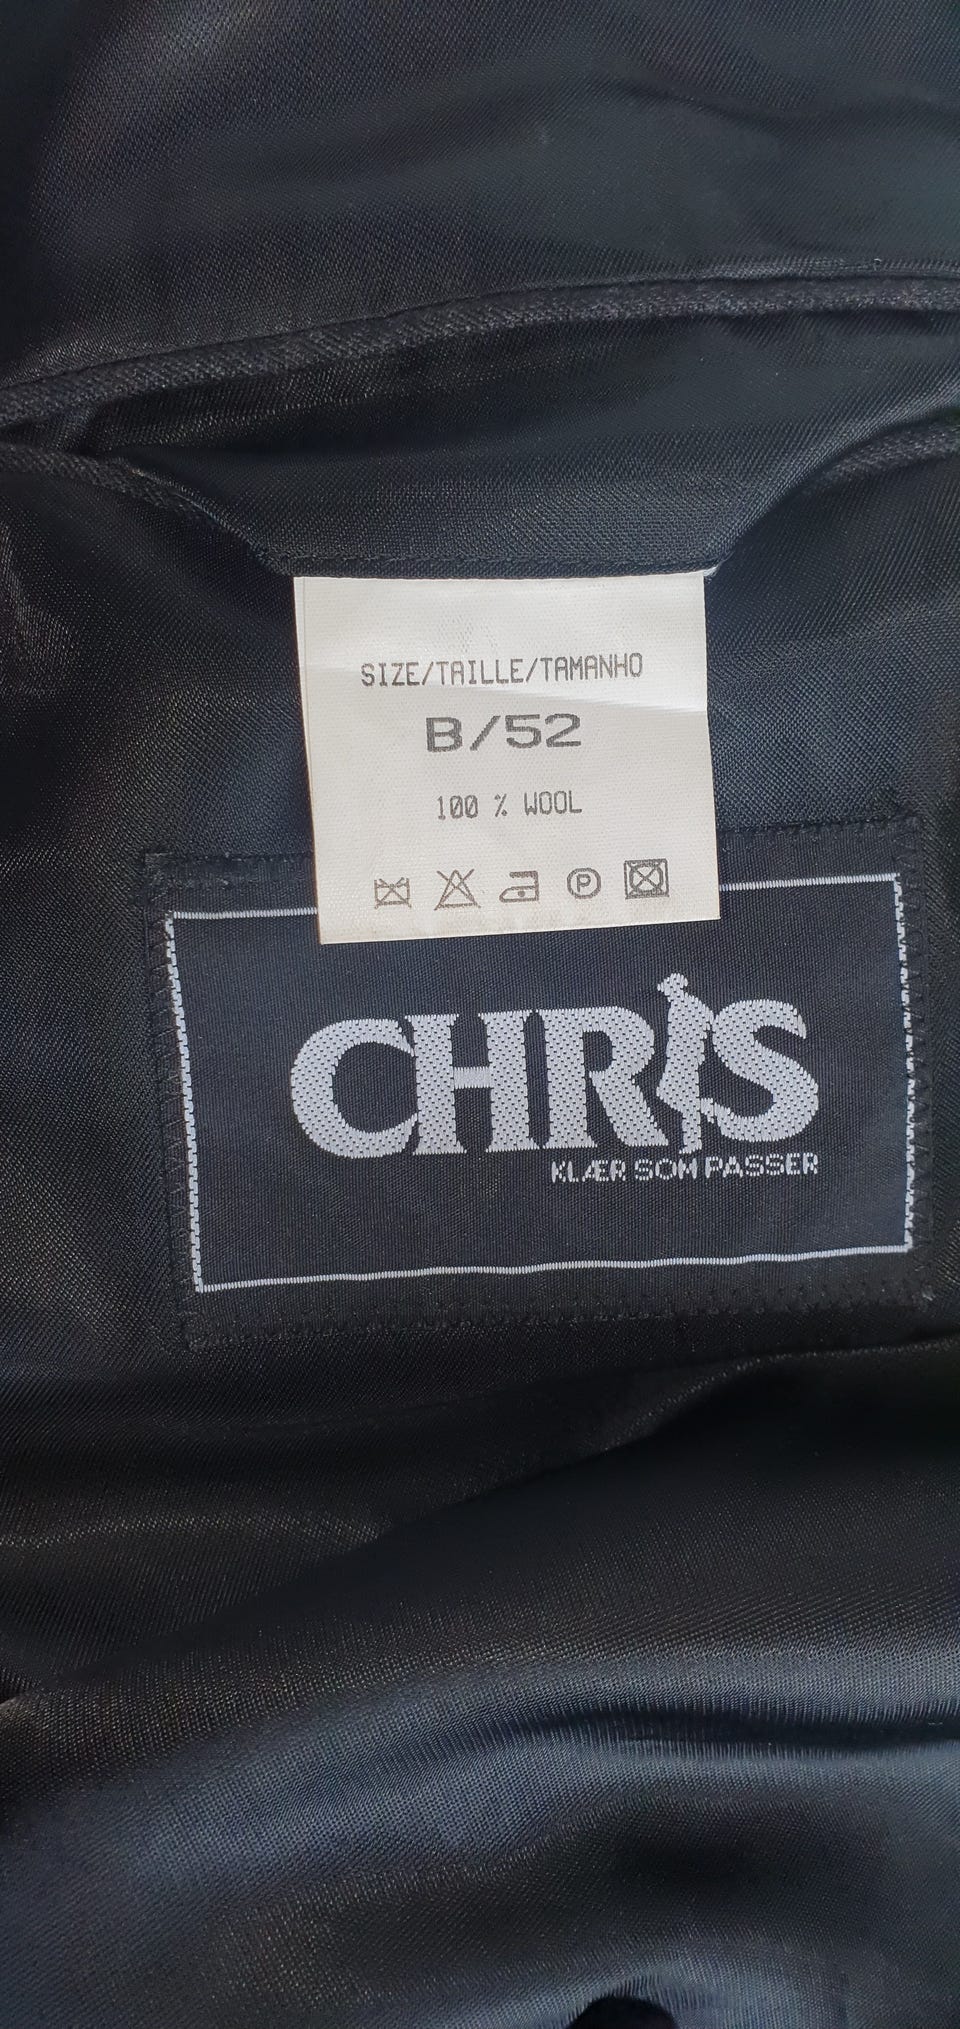 SIZE/TAILLE/TAMANHO
B/52
100 % WOOL
P
CHRIS
KLÆR SOM PASSER